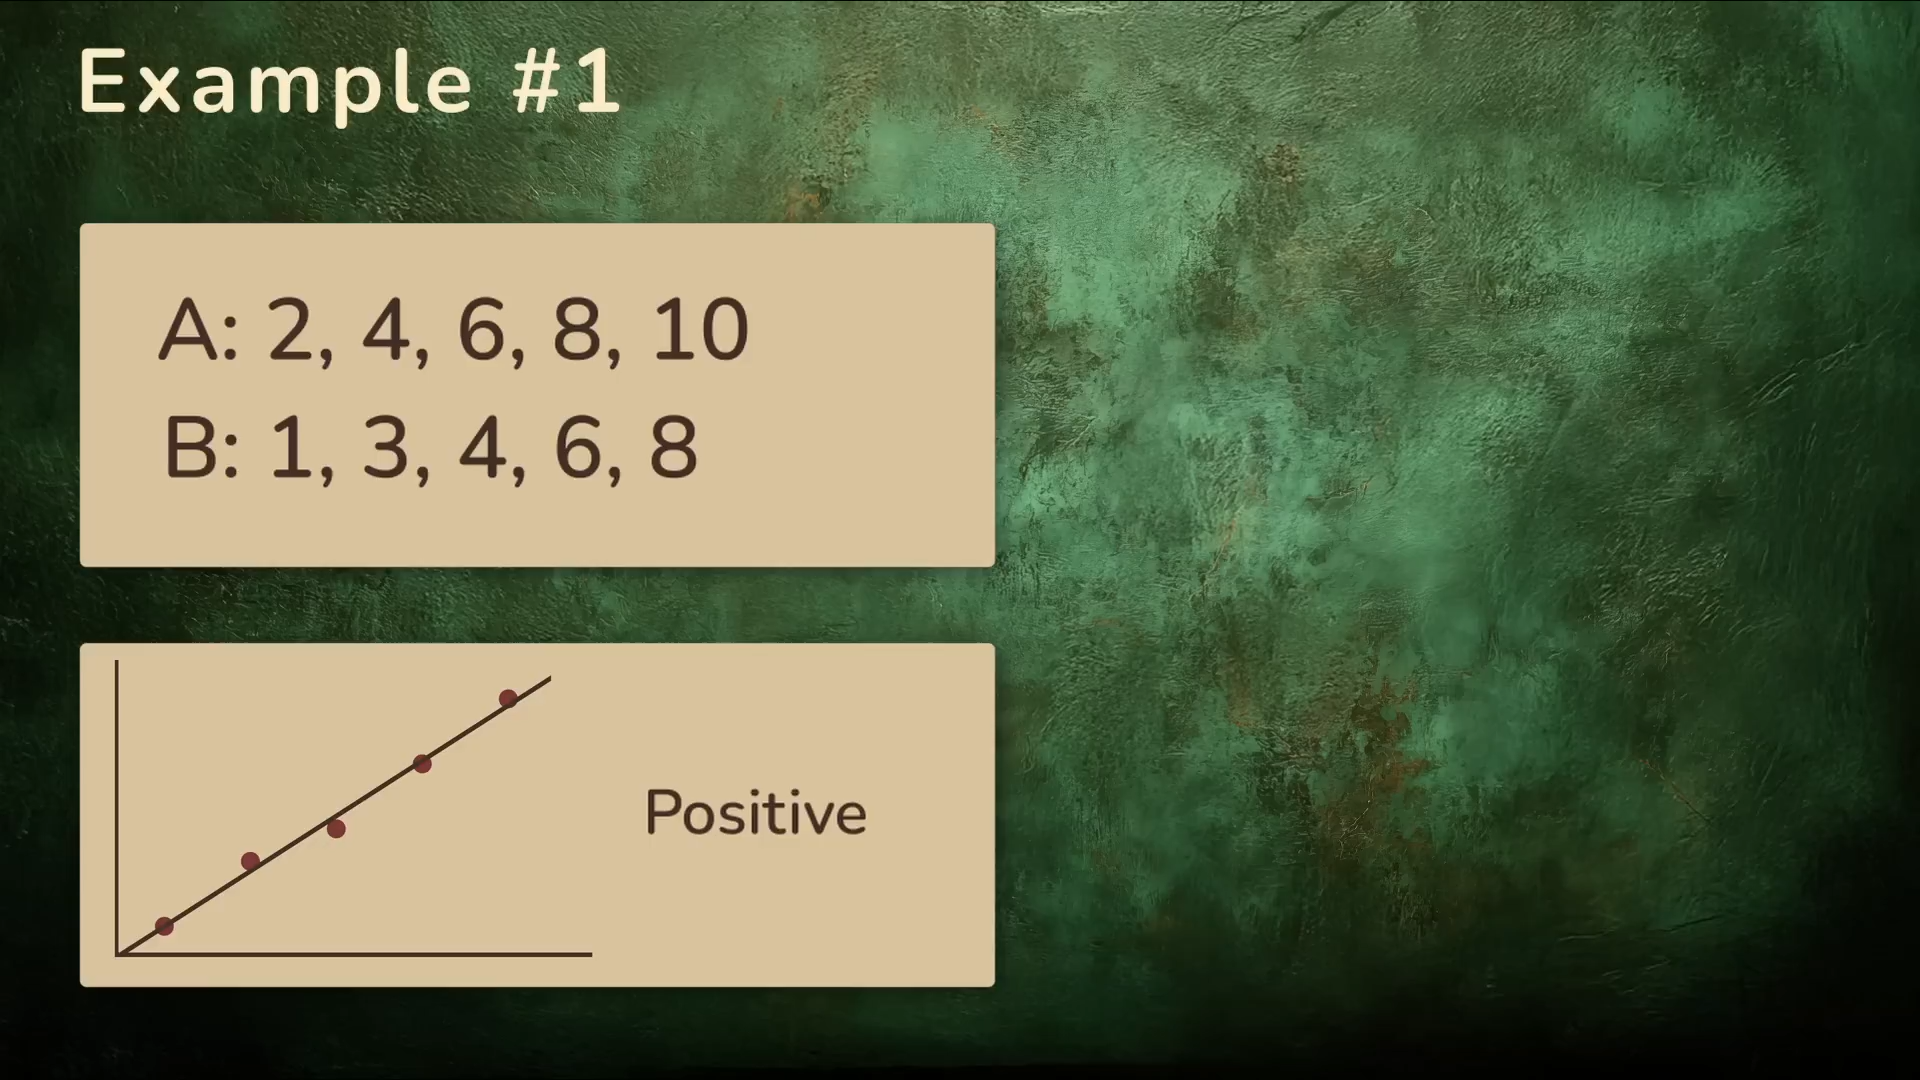 Example #1
A: 2, 4, 6, 8, 10
B: 1, 3, 4, 6, 8
Positive